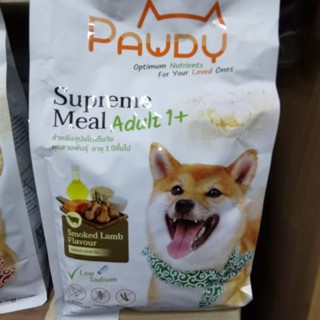 PAWDY
Optimum Nutrients
For Your Loved Ones
Supreme
Meal Adult 1+
สำหรับสุนัขโตเต็มวัย
ทุกสายพันธุ์ อายุ 1 ปีขึ้นไป
Smoked Lamb
Flavour
Low
Sodium